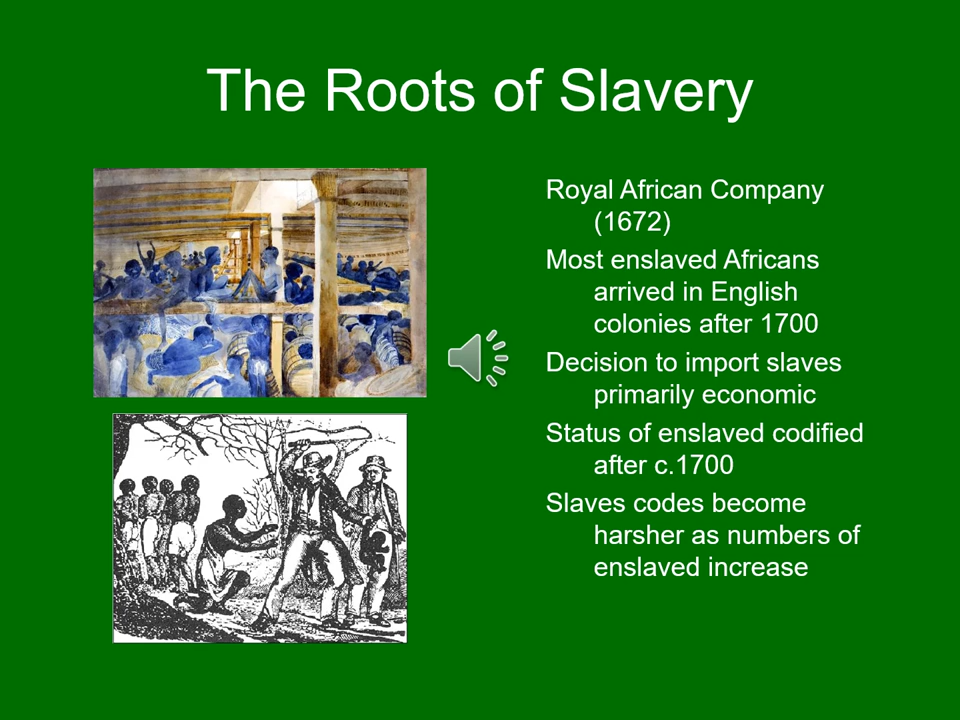 The Roots of Slavery
Royal African Company
(1672)
Most enslaved Africans
arrived in English
colonies after 1700
Decision to import slaves
primarily economic
Status of enslaved codified
after c.1700
Slaves codes become
harsher as numbers of
enslaved increase